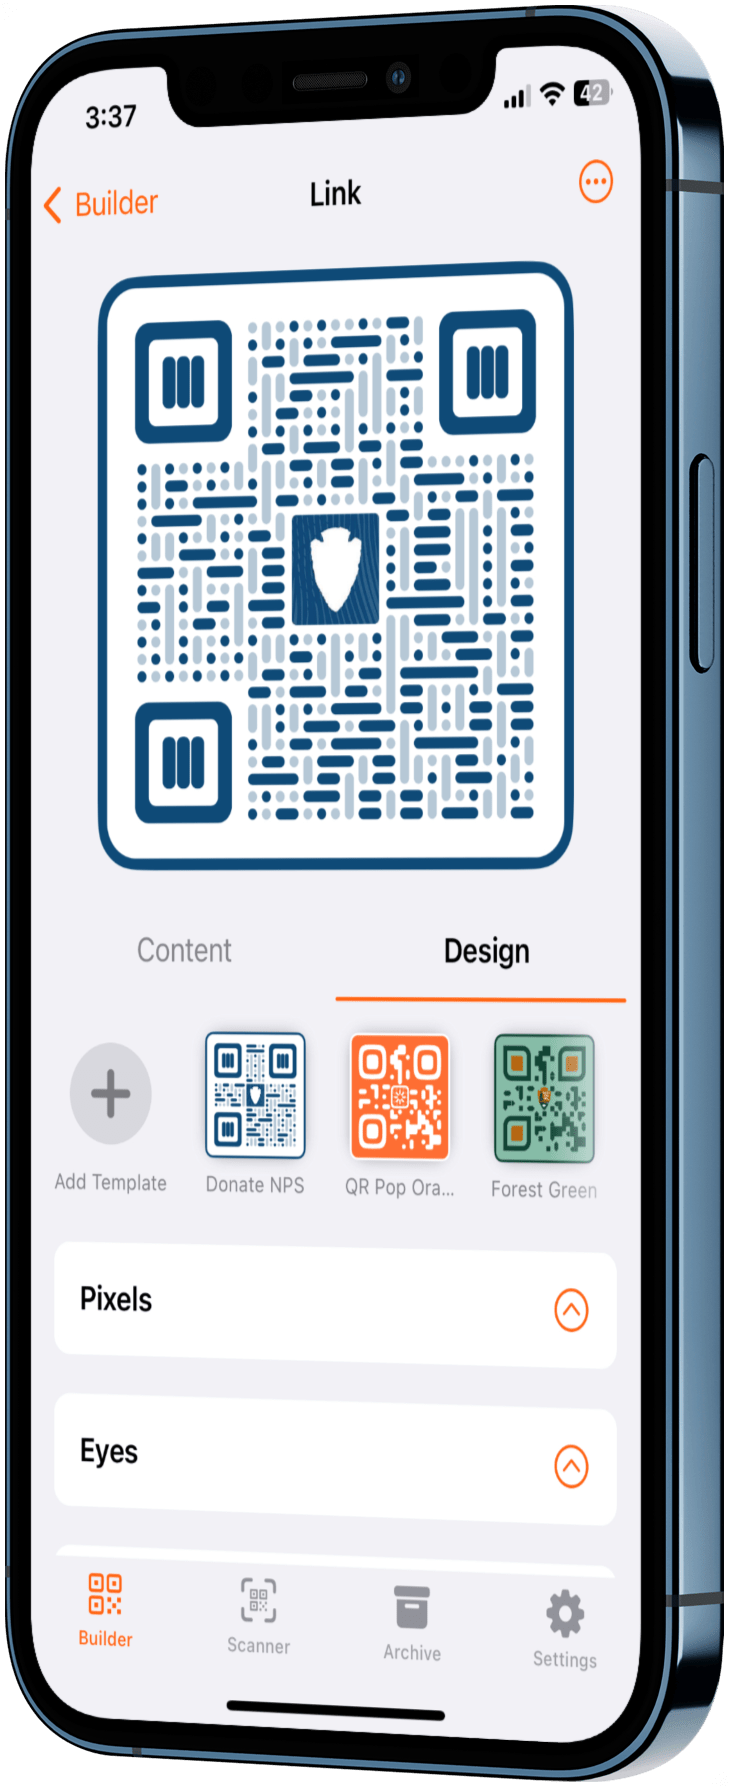 3:37
42
Builder
Link
Content
Design
Add Template
Donate NPS
QR Pop Ora...
Forest Green
Pixels
Eyes
Builder
Scanner
Archive
Settings